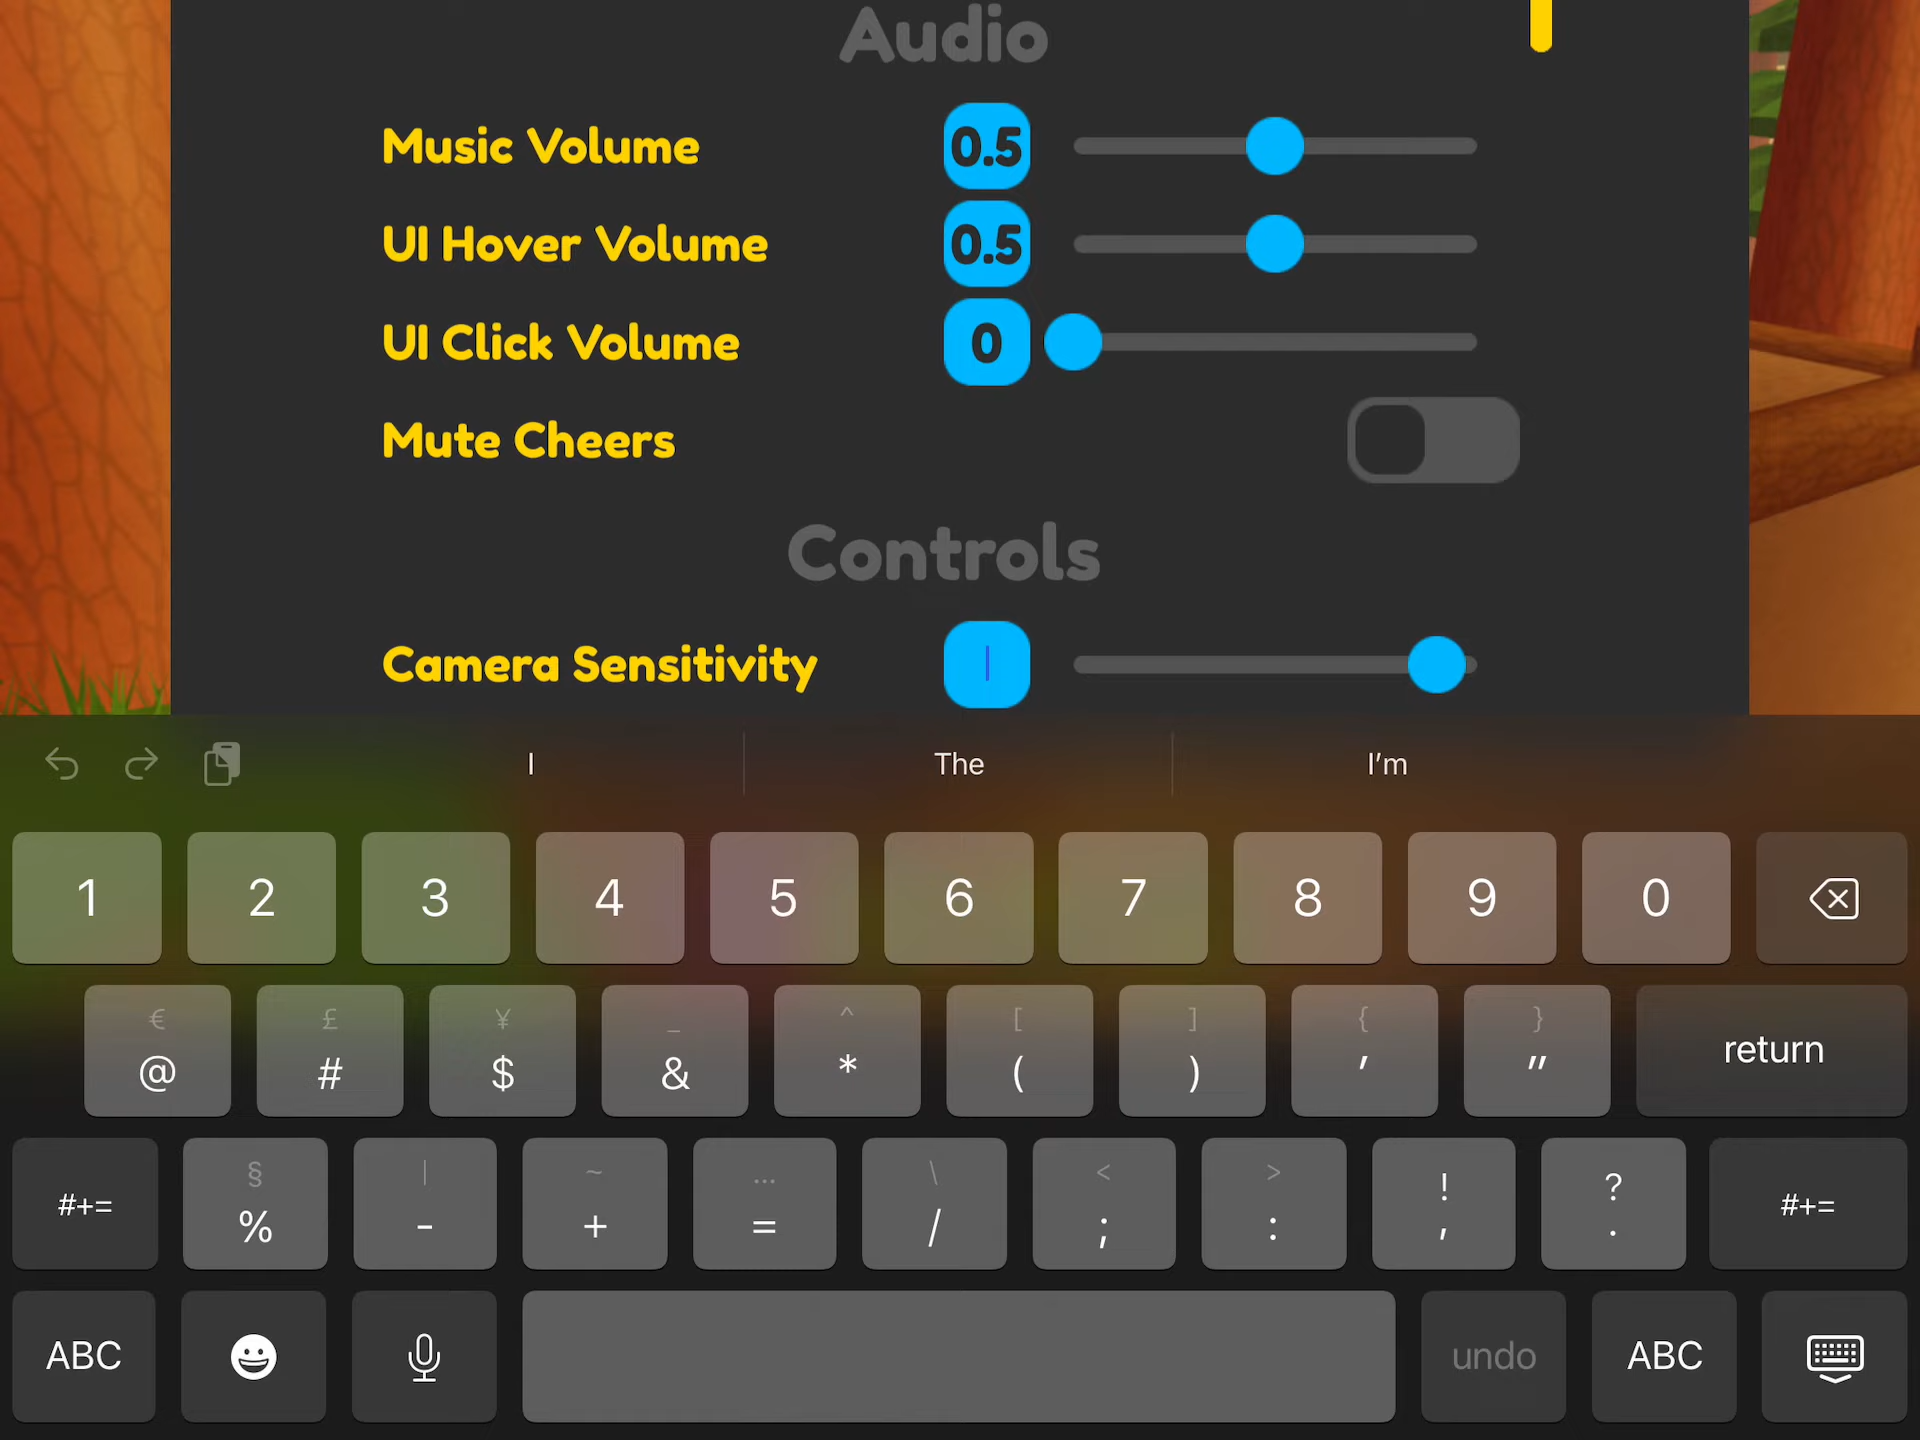 Audio
Music Volume 0.5
UI Hover Volume 0.5
UI Click Volume 0
Mute Cheers
Controls
Camera Sensitivity
I The I’m
1 2 3 4 5 6 7 8 9 0
€ £ ¥ _ ^ [ ] { }
@ # $ & * ( ) ' " return
§ | ~ … \ < > ! ?
#+= % - + = / ; : , . #+=
ABC undo ABC